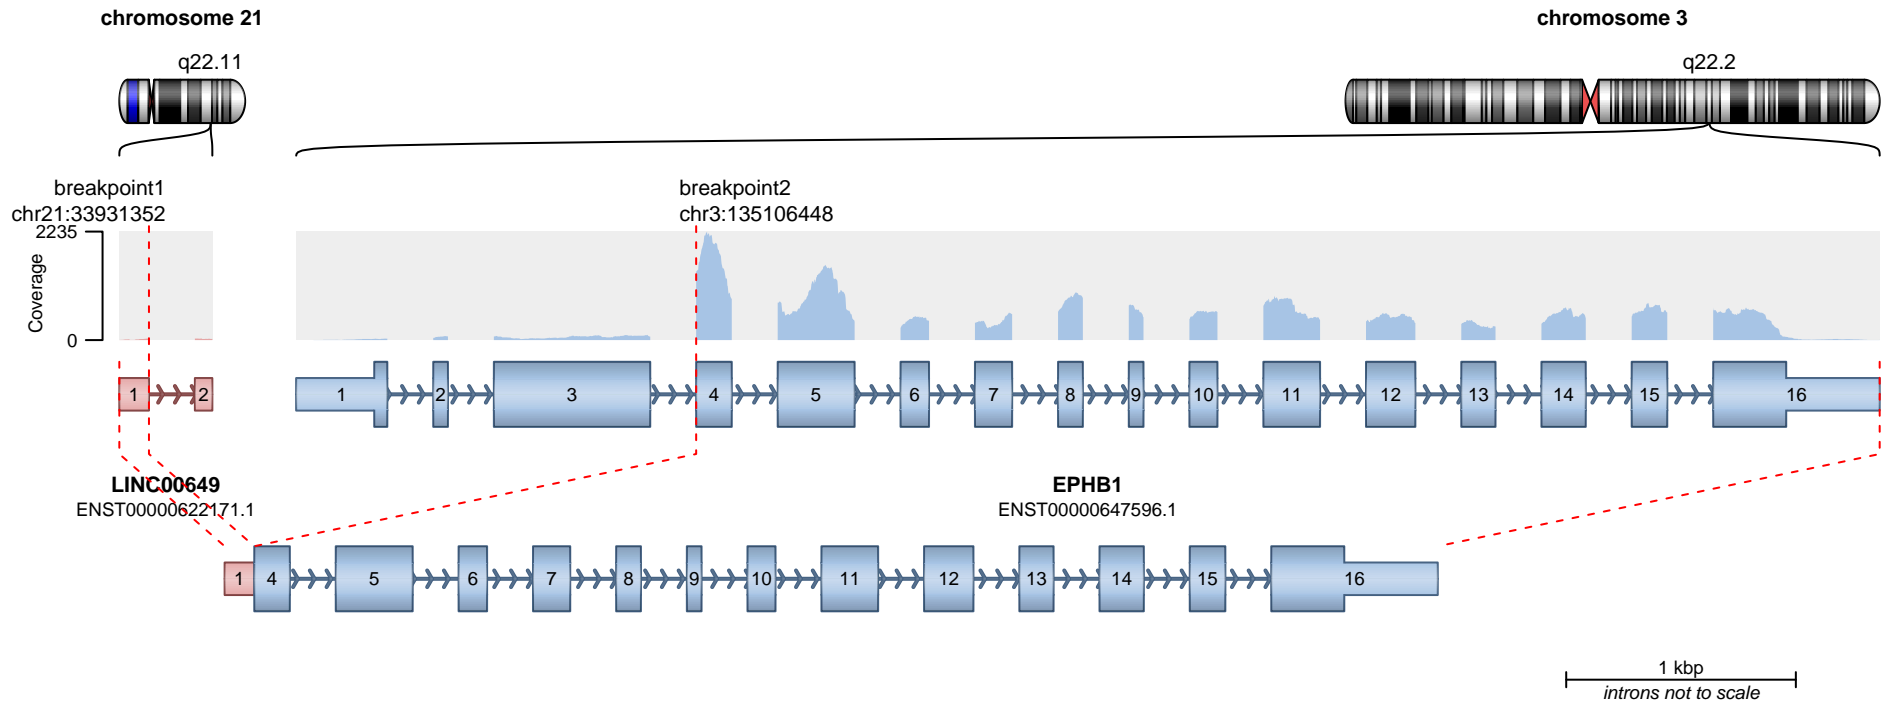 chromosome 21
chromosome 3
q22.11
q22.2
breakpoint1
chr21:33931352
breakpoint2
chr3:135106448
2235
Coverage
0
1 2
1 2 3 4 5 6 7 8 9 10 11 12 13 14 15 16
LINC00649
ENST00000622171.1
EPHB1
ENST00000647596.1
1 4 5 6 7 8 9 10 11 12 13 14 15 16
1 kbp
introns not to scale